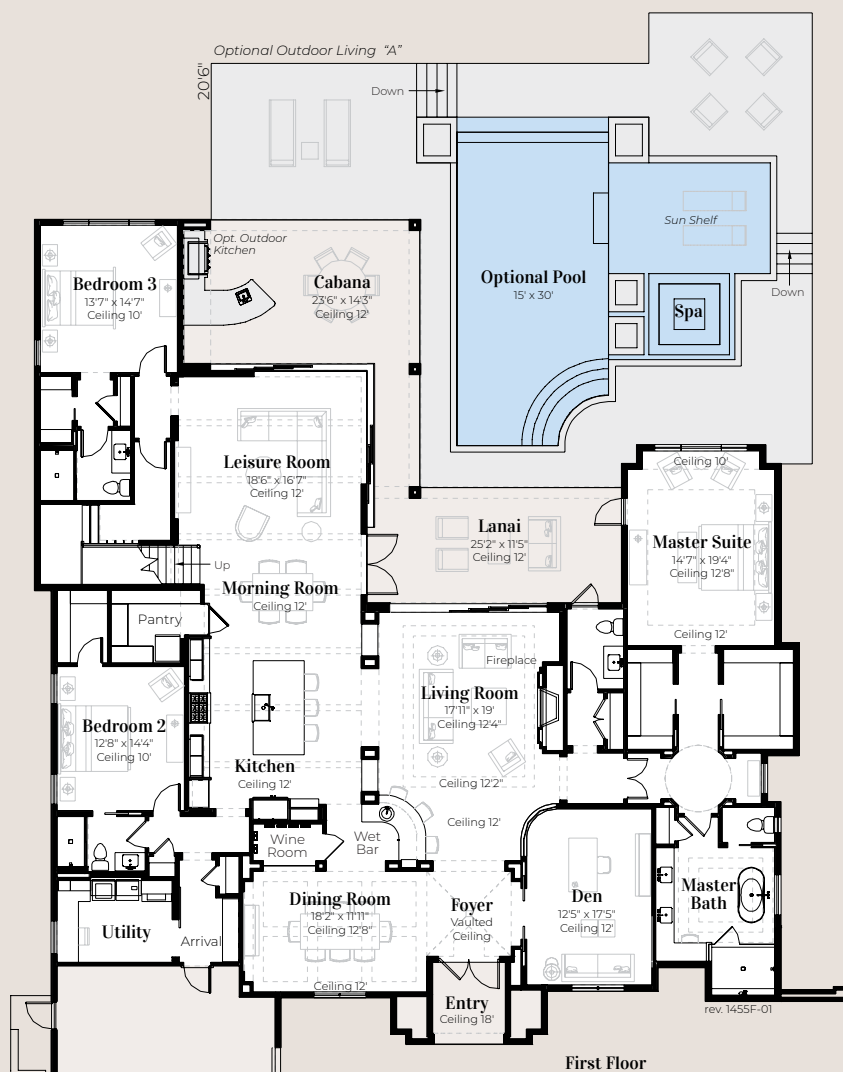 Optional Outdoor Living "A"
20'6"
Down
Sun Shelf
Opt. Outdoor
Kitchen
Cabana
23'6" x 14'3"
Ceiling 12'
Bedroom 3
13'7" x 14'7"
Ceiling 10'
Optional Pool
15' x 30'
Spa
Down
Leisure Room
18'6" x 16'7"
Ceiling 12'
Ceiling 10'
Lanai
25'2" x 11'5"
Ceiling 12'
Master Suite
14'7" x 19'4"
Ceiling 12'8"
Ceiling 12'
Up
Morning Room
Ceiling 12'
Pantry
Fireplace
Living Room
17'11" x 19'
Ceiling 12'4"
Ceiling 12'2"
Ceiling 12'
Bedroom 2
12'8" x 14'4"
Ceiling 10'
Kitchen
Ceiling 12'
Wine
Room
Wet
Bar
Dining Room
18'2" x 11'11"
Ceiling 12'8"
Ceiling 12'
Foyer
Vaulted
Ceiling
Den
12'5" x 17'5"
Ceiling 12'
Master
Bath
Utility
Arrival
Entry
Ceiling 18'
rev. 1455F-01
First Floor